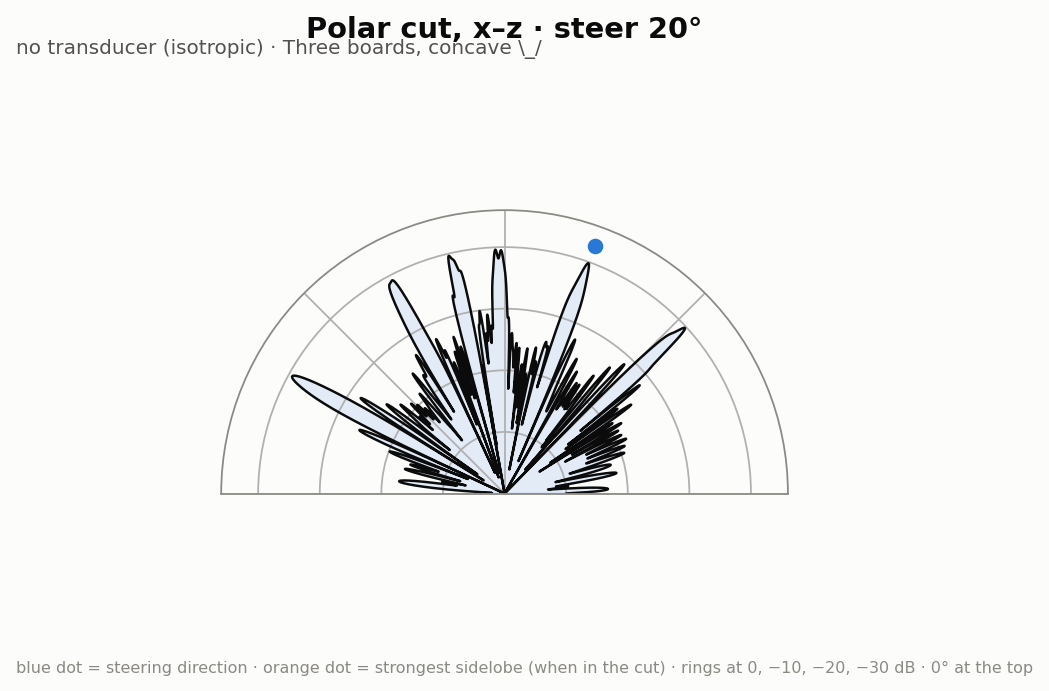 Polar cut, x–z · steer 20°
no transducer (isotropic) · Three boards, concave \_/
blue dot = steering direction · orange dot = strongest sidelobe (when in the cut) · rings at 0, −10, −20, −30 dB · 0° at the top